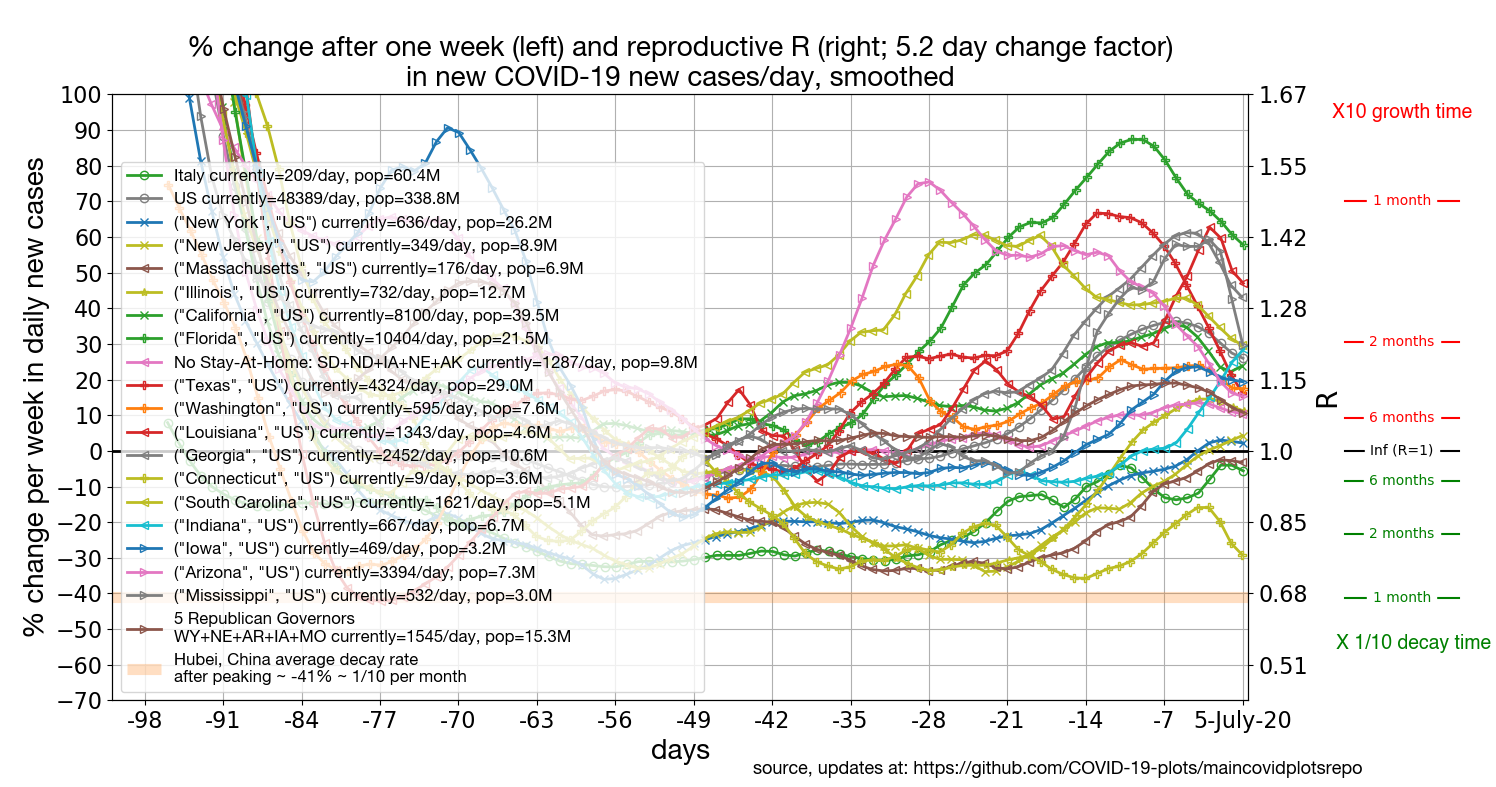 % change after one week (left) and reproductive R (right; 5.2 day change factor)
in new COVID-19 new cases/day, smoothed
% change per week in daily new cases
100
90
80
70
60
50
40
30
20
10
0
−10
−20
−30
−40
−50
−60
−70
Italy currently=209/day, pop=60.4M
US currently=48389/day, pop=338.8M
("New York", "US") currently=636/day, pop=26.2M
("New Jersey", "US") currently=349/day, pop=8.9M
("Massachusetts", "US") currently=176/day, pop=6.9M
("Illinois", "US") currently=732/day, pop=12.7M
("California", "US") currently=8100/day, pop=39.5M
("Florida", "US") currently=10404/day, pop=21.5M
No Stay-At-Home: SD+ND+IA+NE+AK currently=1287/day, pop=9.8M
("Texas", "US") currently=4324/day, pop=29.0M
("Washington", "US") currently=595/day, pop=7.6M
("Louisiana", "US") currently=1343/day, pop=4.6M
("Georgia", "US") currently=2452/day, pop=10.6M
("Connecticut", "US") currently=9/day, pop=3.6M
("South Carolina", "US") currently=1621/day, pop=5.1M
("Indiana", "US") currently=667/day, pop=6.7M
("Iowa", "US") currently=469/day, pop=3.2M
("Arizona", "US") currently=3394/day, pop=7.3M
("Mississippi", "US") currently=532/day, pop=3.0M
5 Republican Governors
WY+NE+AR+IA+MO currently=1545/day, pop=15.3M
Hubei, China average decay rate
after peaking ~ -41% ~ 1/10 per month
-98 -91 -84 -77 -70 -63 -56 -49 -42 -35 -28 -21 -14 -7 5-July-20
days
1.67
1.55
1.42
1.28
1.15
1.0
0.85
0.68
0.51
R
X10 growth time
1 month
2 months
6 months
Inf (R=1)
6 months
2 months
1 month
X 1/10 decay time
source, updates at: https://github.com/COVID-19-plots/maincovidplotsrepo